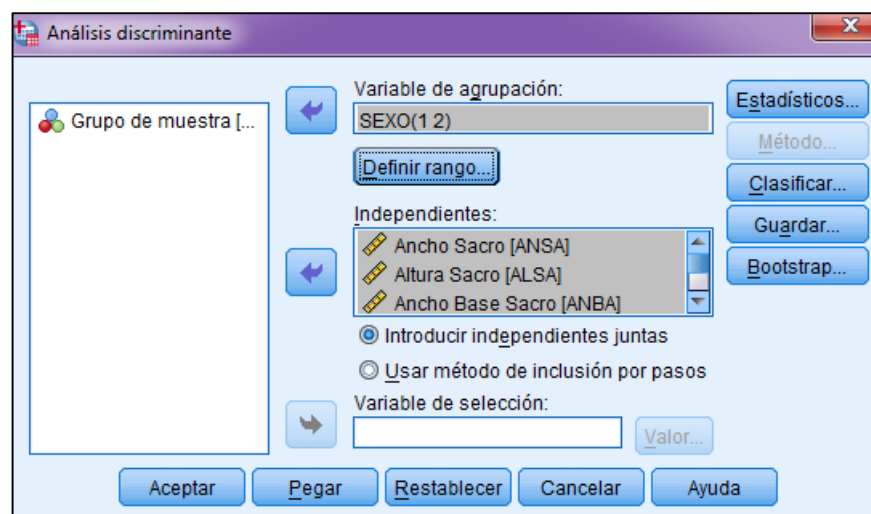 Análisis discriminante
Grupo de muestra [...
Variable de agrupación:
SEXO(1 2)
Definir rango...
Independientes:
Ancho Sacro [ANSA]
Altura Sacro [ALSA]
Ancho Base Sacro [ANBA]
Introducir independientes juntas
Usar método de inclusión por pasos
Variable de selección:
Valor...
Estadísticos...
Método...
Clasificar...
Guardar...
Bootstrap...
Aceptar
Pegar
Restablecer
Cancelar
Ayuda